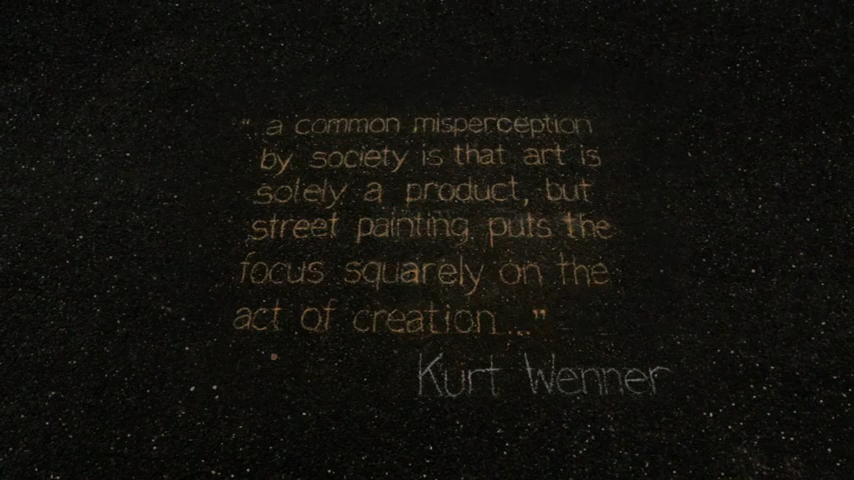 " a common misperception
by society is that art is
solely a product, but
street painting puts the
focus squarely on the
act of creation..."
Kurt Wenner